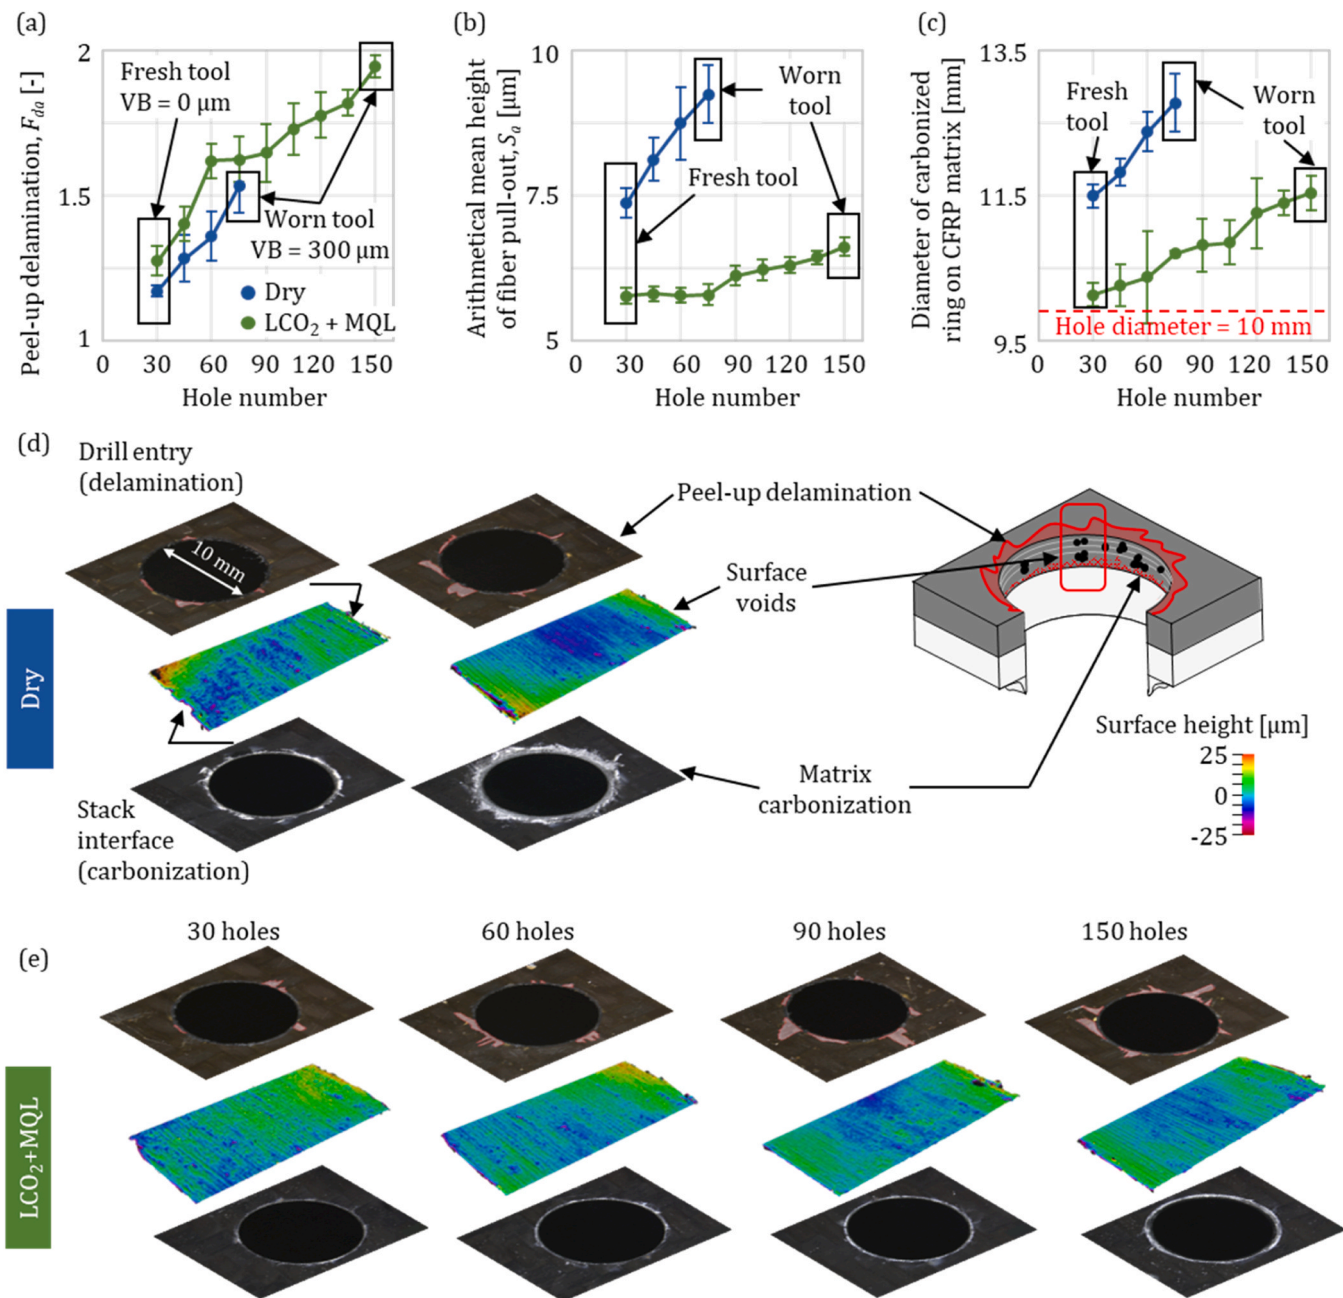 (a)
Peel-up delamination, Fda [-]
2
1.5
1
Fresh tool
VB = 0 µm
Worn tool
VB = 300 µm
Dry
LCO₂ + MQL
0 30 60 90 120 150
Hole number
(b)
Arithmetical mean height
of fiber pull-out, Sa [µm]
10
7.5
5
Worn
tool
Fresh tool
0 30 60 90 120 150
Hole number
(c)
Diameter of carbonized
ring on CFRP matrix [mm]
13.5
11.5
9.5
Fresh
tool
Worn
tool
Hole diameter = 10 mm
0 30 60 90 120 150
Hole number
(d)
Drill entry
(delamination)
10 mm
Peel-up delamination
Surface
voids
Dry
Matrix
carbonization
Stack
interface
(carbonization)
Surface height [µm]
25
0
-25
(e)
30 holes
60 holes
90 holes
150 holes
LCO₂+MQL